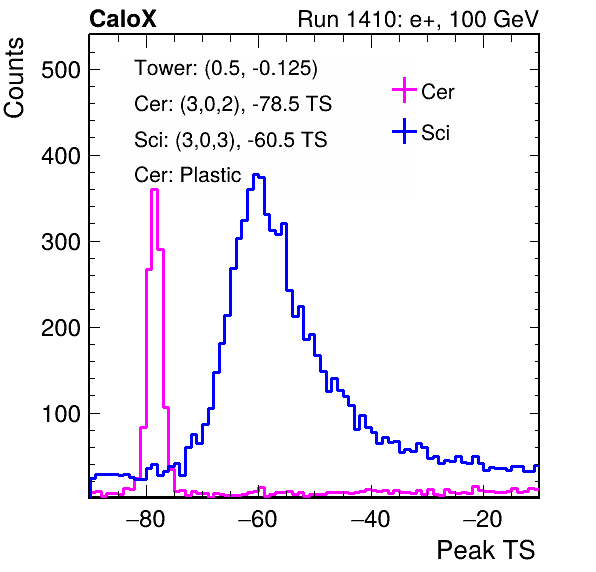 CaloX Run 1410: e+, 100 GeV
Counts
Tower: (0.5, -0.125)
Cer: (3,0,2), -78.5 TS
Sci: (3,0,3), -60.5 TS
Cer: Plastic
Cer
Sci
500
400
300
200
100
−80 −60 −40 −20
Peak TS